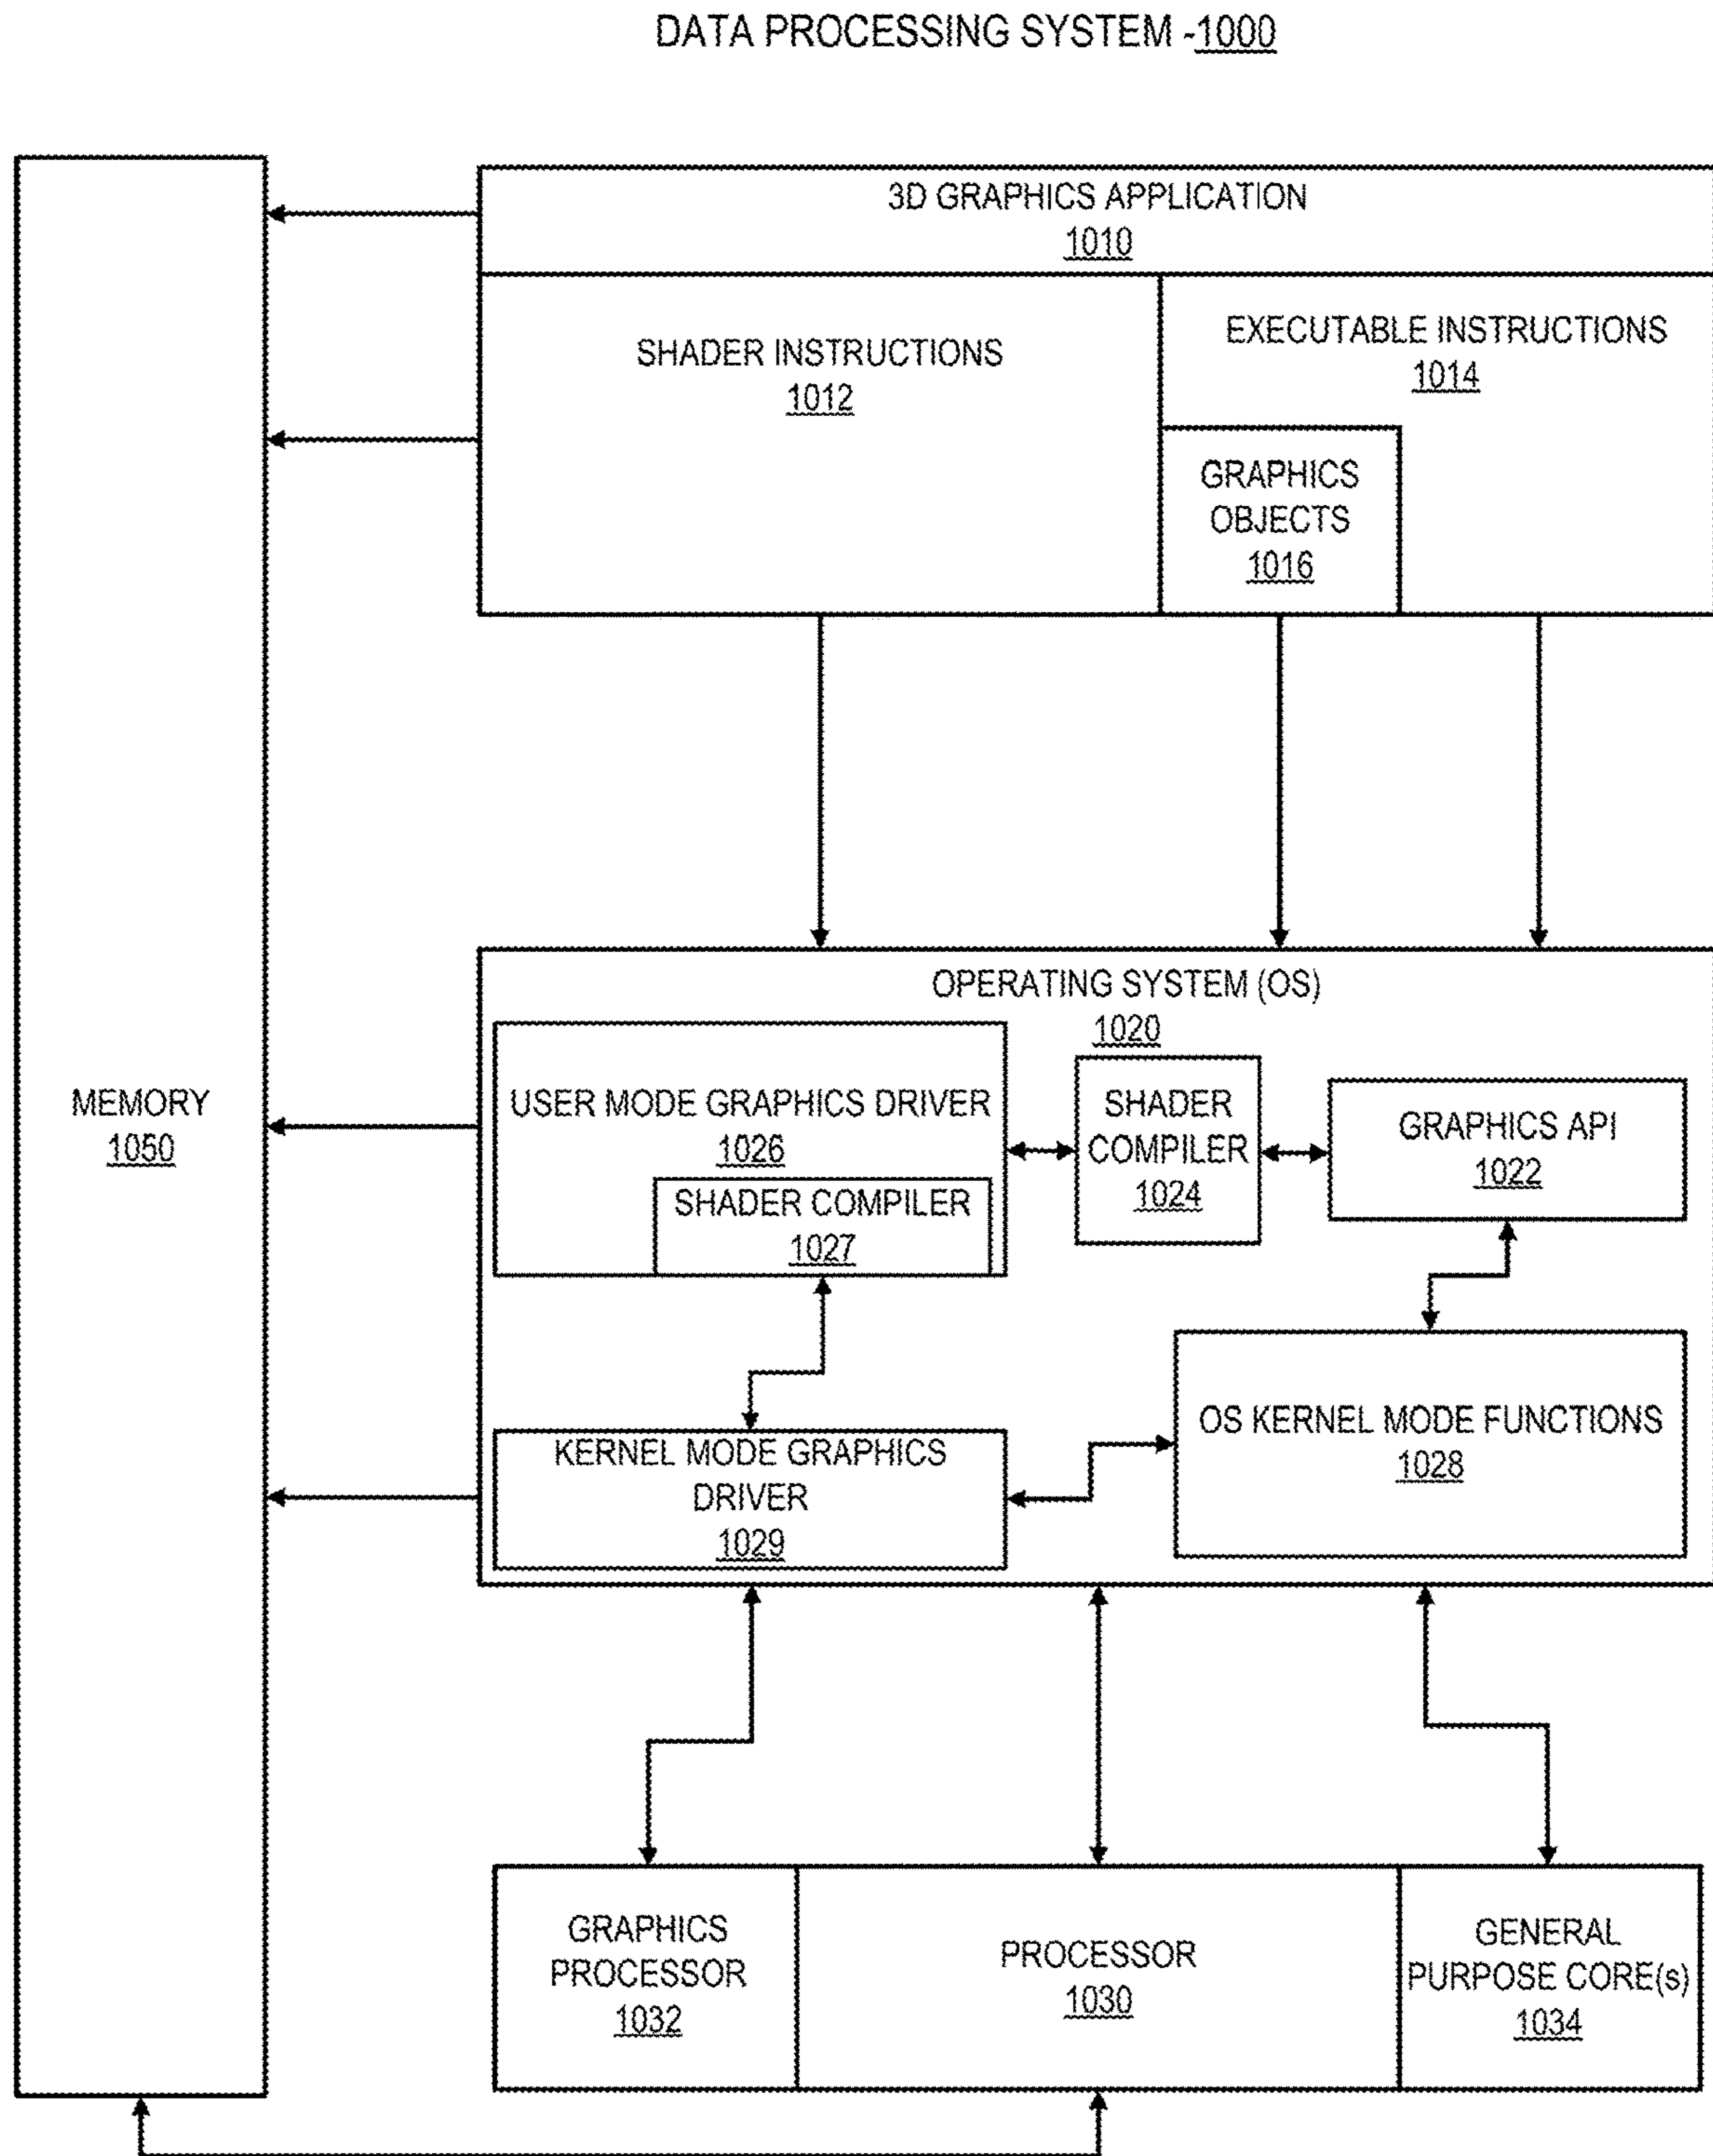 DATA PROCESSING SYSTEM -1000
3D GRAPHICS APPLICATION
1010
SHADER INSTRUCTIONS
1012
EXECUTABLE INSTRUCTIONS
1014
GRAPHICS
OBJECTS
1016
MEMORY
1050
OPERATING SYSTEM (OS)
1020
USER MODE GRAPHICS DRIVER
1026
SHADER COMPILER
1027
SHADER
COMPILER
1024
GRAPHICS API
1022
KERNEL MODE GRAPHICS
DRIVER
1029
OS KERNEL MODE FUNCTIONS
1028
GRAPHICS
PROCESSOR
1032
PROCESSOR
1030
GENERAL
PURPOSE CORE(s)
1034